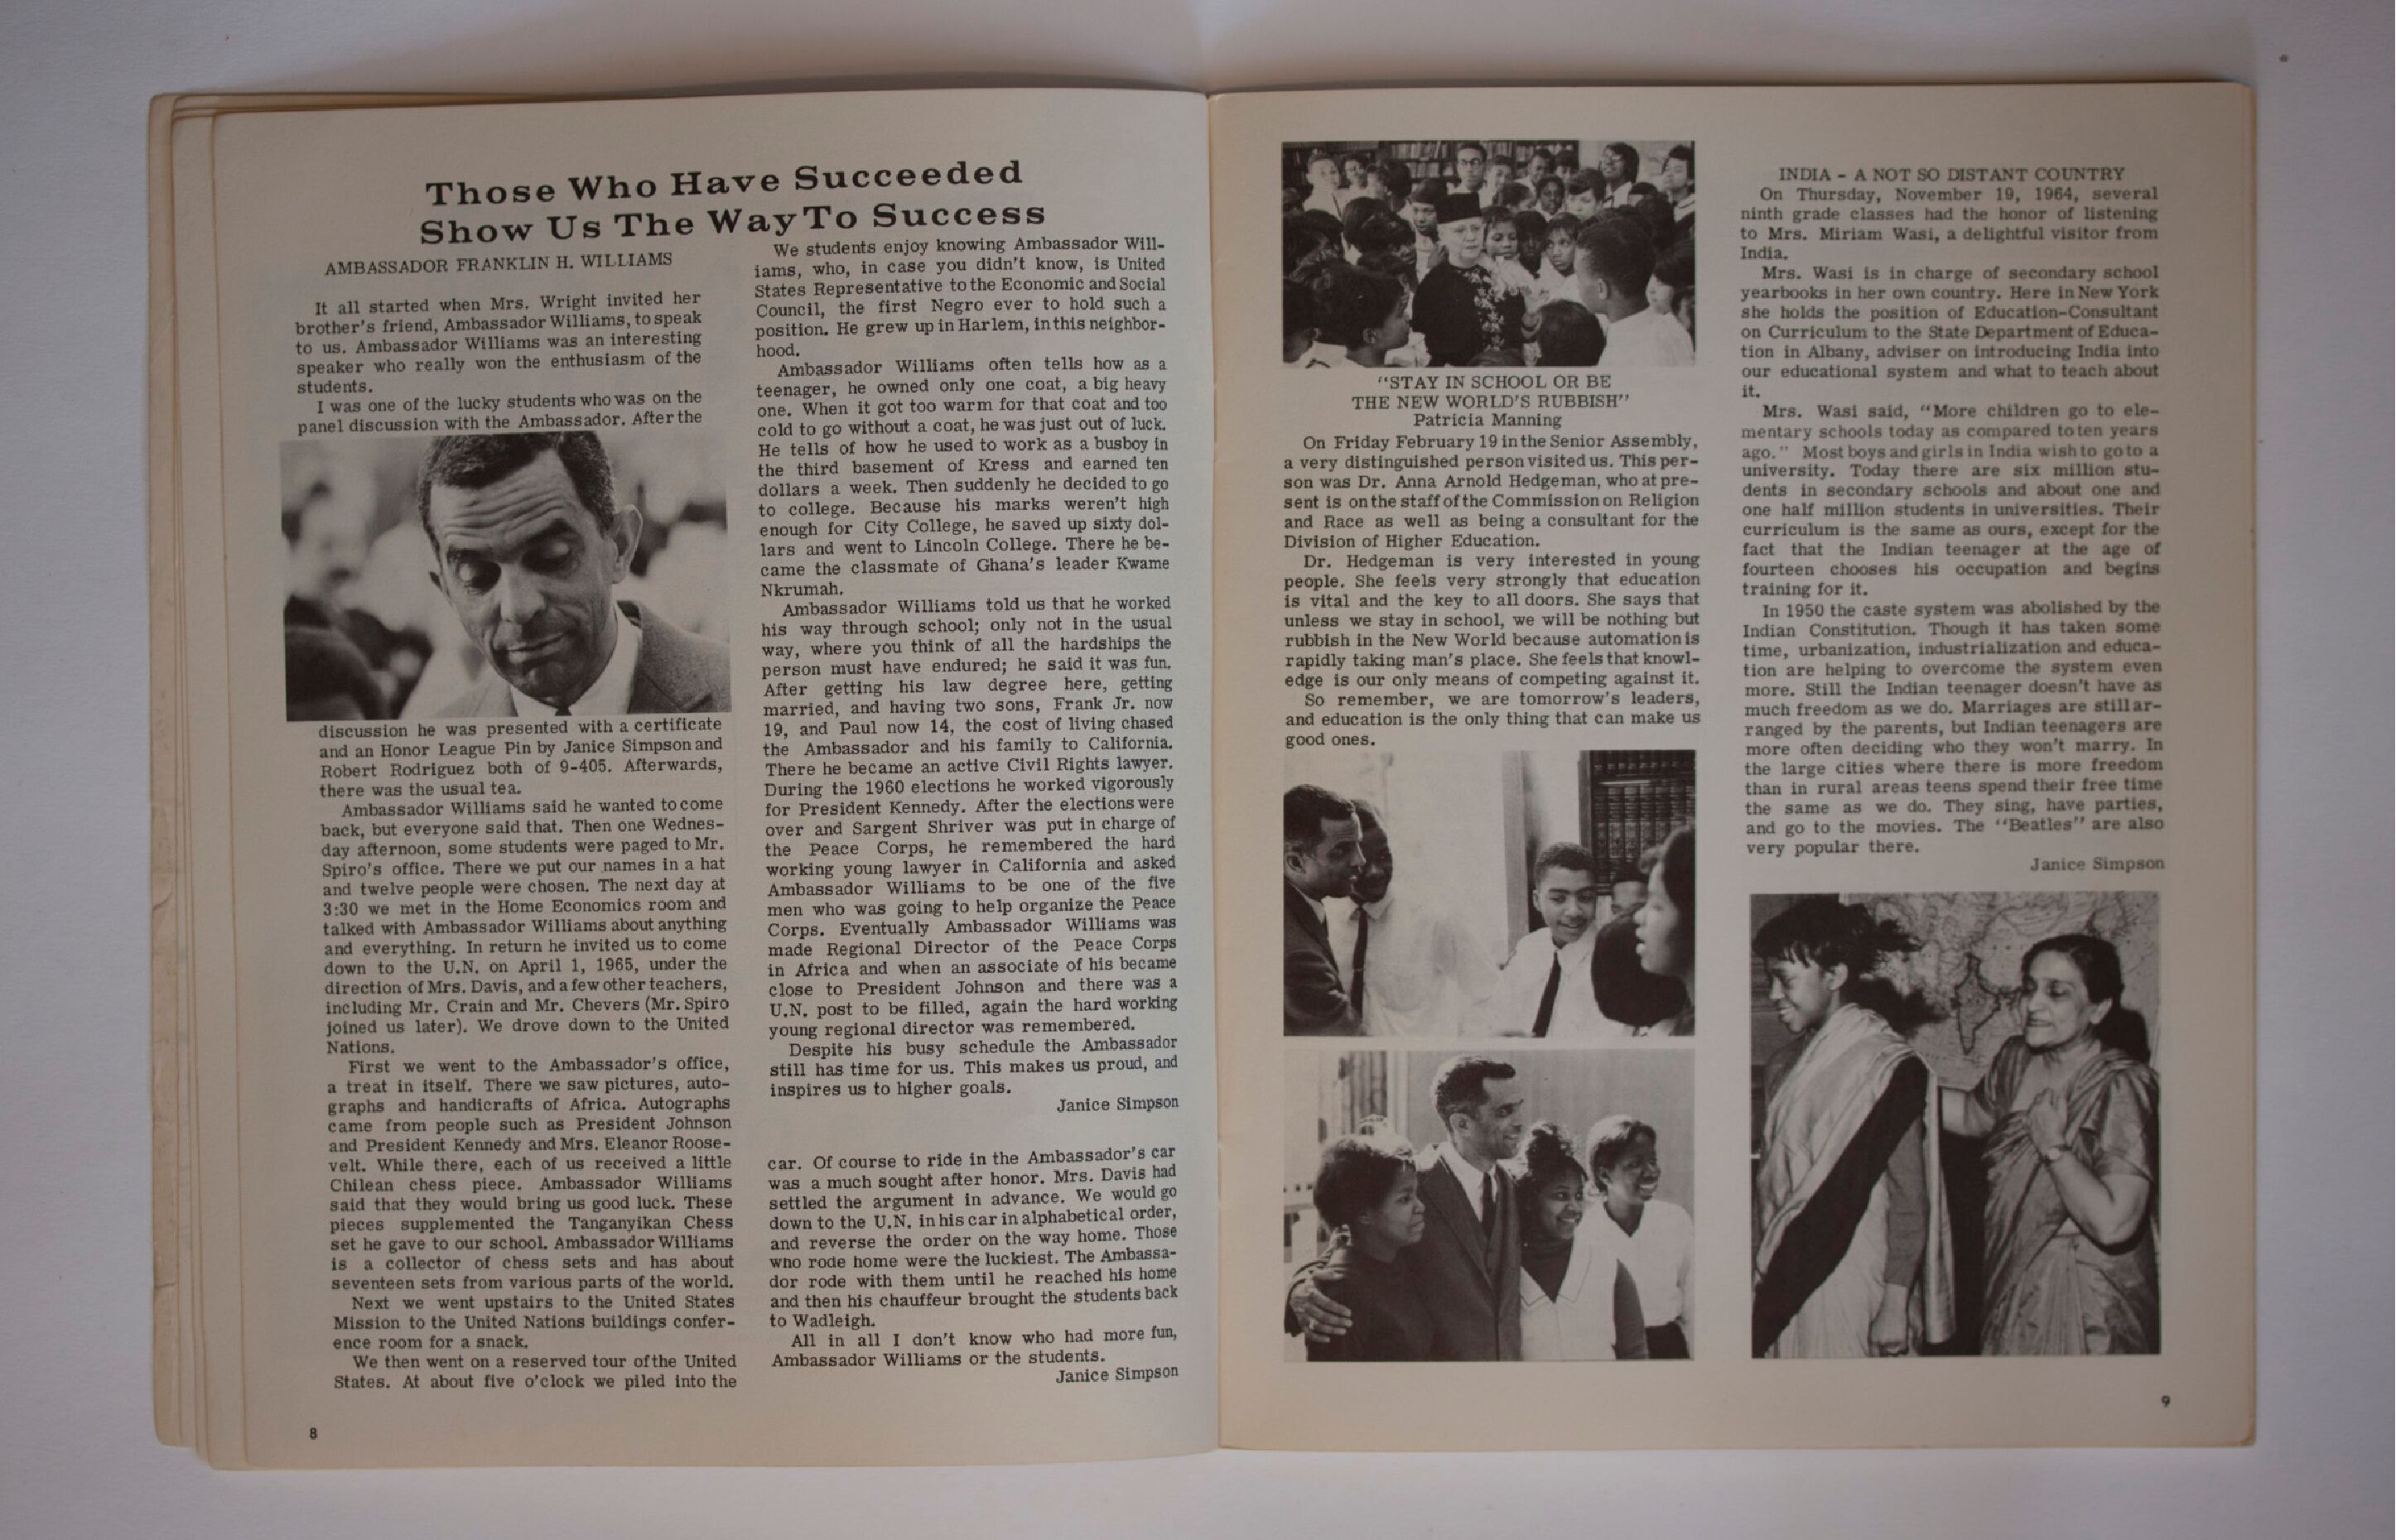 Those Who Have Succeeded
Show Us The Way To Success
AMBASSADOR FRANKLIN H. WILLIAMS
It all started when Mrs. Wright invited her
brother's friend, Ambassador Williams, to speak
to us. Ambassador Williams was an interesting
speaker who really won the enthusiasm of the
students.
I was one of the lucky students who was on the
panel discussion with the Ambassador. After the
discussion he was presented with a certificate
and an Honor League Pin by Janice Simpson and
Robert Rodriguez both of 9-405. Afterwards,
there was the usual tea.
Ambassador Williams said he wanted to come
back, but everyone said that. Then one Wednes-
day afternoon, some students were paged to Mr.
Spiro's office. There we put our names in a hat
and twelve people were chosen. The next day at
3:30 we met in the Home Economics room and
talked with Ambassador Williams about anything
and everything. In return he invited us to come
down to the U.N. on April 1, 1965, under the
direction of Mrs. Davis, and a few other teachers,
including Mr. Crain and Mr. Chevers (Mr. Spiro
joined us later). We drove down to the United
Nations.
First we went to the Ambassador's office,
a treat in itself. There we saw pictures, auto-
graphs and handicrafts of Africa. Autographs
came from people such as President Johnson
and President Kennedy and Mrs. Eleanor Roose-
velt. While there, each of us received a little
Chilean chess piece. Ambassador Williams
said that they would bring us good luck. These
pieces supplemented the Tanganyikan Chess
set he gave to our school. Ambassador Williams
is a collector of chess sets and has about
seventeen sets from various parts of the world.
Next we went upstairs to the United States
Mission to the United Nations buildings confer-
ence room for a snack.
We then went on a reserved tour of the United
States. At about five o'clock we piled into the
8
We students enjoy knowing Ambassador Will-
iams, who, in case you didn't know, is United
States Representative to the Economic and Social
Council, the first Negro ever to hold such a
position. He grew up in Harlem, in this neighbor-
hood.
Ambassador Williams often tells how as a
teenager, he owned only one coat, a big heavy
one. When it got too warm for that coat and too
cold to go without a coat, he was just out of luck.
He tells of how he used to work as a busboy in
the third basement of Kress and earned ten
dollars a week. Then suddenly he decided to go
to college. Because his marks weren't high
enough for City College, he saved up sixty dol-
lars and went to Lincoln College. There he be-
came the classmate of Ghana's leader Kwame
Nkrumah.
Ambassador Williams told us that he worked
his way through school; only not in the usual
way, where you think of all the hardships the
person must have endured; he said it was fun.
After getting his law degree here, getting
married, and having two sons, Frank Jr. now
19, and Paul now 14, the cost of living chased
the Ambassador and his family to California.
There he became an active Civil Rights lawyer.
During the 1960 elections he worked vigorously
for President Kennedy. After the elections were
over and Sargent Shriver was put in charge of
the Peace Corps, he remembered the hard
working young lawyer in California and asked
Ambassador Williams to be one of the five
men who was going to help organize the Peace
Corps. Eventually Ambassador Williams was
made Regional Director of the Peace Corps
in Africa and when an associate of his became
close to President Johnson and there was a
U.N. post to be filled, again the hard working
young regional director was remembered.
Despite his busy schedule the Ambassador
still has time for us. This makes us proud, and
inspires us to higher goals.
Janice Simpson
car. Of course to ride in the Ambassador's car
was a much sought after honor. Mrs. Davis had
settled the argument in advance. We would go
down to the U.N. in his car in alphabetical order,
and reverse the order on the way home. Those
who rode home were the luckiest. The Ambassa-
dor rode with them until he reached his home
and then his chauffeur brought the students back
to Wadleigh.
All in all I don't know who had more fun,
Ambassador Williams or the students.
Janice Simpson
"STAY IN SCHOOL OR BE
THE NEW WORLD'S RUBBISH"
Patricia Manning
On Friday February 19 in the Senior Assembly,
a very distinguished person visited us. This per-
son was Dr. Anna Arnold Hedgeman, who at pre-
sent is on the staff of the Commission on Religion
and Race as well as being a consultant for the
Division of Higher Education.
Dr. Hedgeman is very interested in young
people. She feels very strongly that education
is vital and the key to all doors. She says that
unless we stay in school, we will be nothing but
rubbish in the New World because automation is
rapidly taking man's place. She feels that knowl-
edge is our only means of competing against it.
So remember, we are tomorrow's leaders,
and education is the only thing that can make us
good ones.
INDIA - A NOT SO DISTANT COUNTRY
On Thursday, November 19, 1964, several
ninth grade classes had the honor of listening
to Mrs. Miriam Wasi, a delightful visitor from
India.
Mrs. Wasi is in charge of secondary school
yearbooks in her own country. Here in New York
she holds the position of Education-Consultant
on Curriculum to the State Department of Educa-
tion in Albany, adviser on introducing India into
our educational system and what to teach about
it.
Mrs. Wasi said, "More children go to ele-
mentary schools today as compared to ten years
ago." Most boys and girls in India wish to go to a
university. Today there are six million stu-
dents in secondary schools and about one and
one half million students in universities. Their
curriculum is the same as ours, except for the
fact that the Indian teenager at the age of
fourteen chooses his occupation and begins
training for it.
In 1950 the caste system was abolished by the
Indian Constitution. Though it has taken some
time, urbanization, industrialization and educa-
tion are helping to overcome the system even
more. Still the Indian teenager doesn't have as
much freedom as we do. Marriages are still ar-
ranged by the parents, but Indian teenagers are
more often deciding who they won't marry. In
the large cities where there is more freedom
than in rural areas teens spend their free time
the same as we do. They sing, have parties,
and go to the movies. The "Beatles" are also
very popular there.
Janice Simpson
9